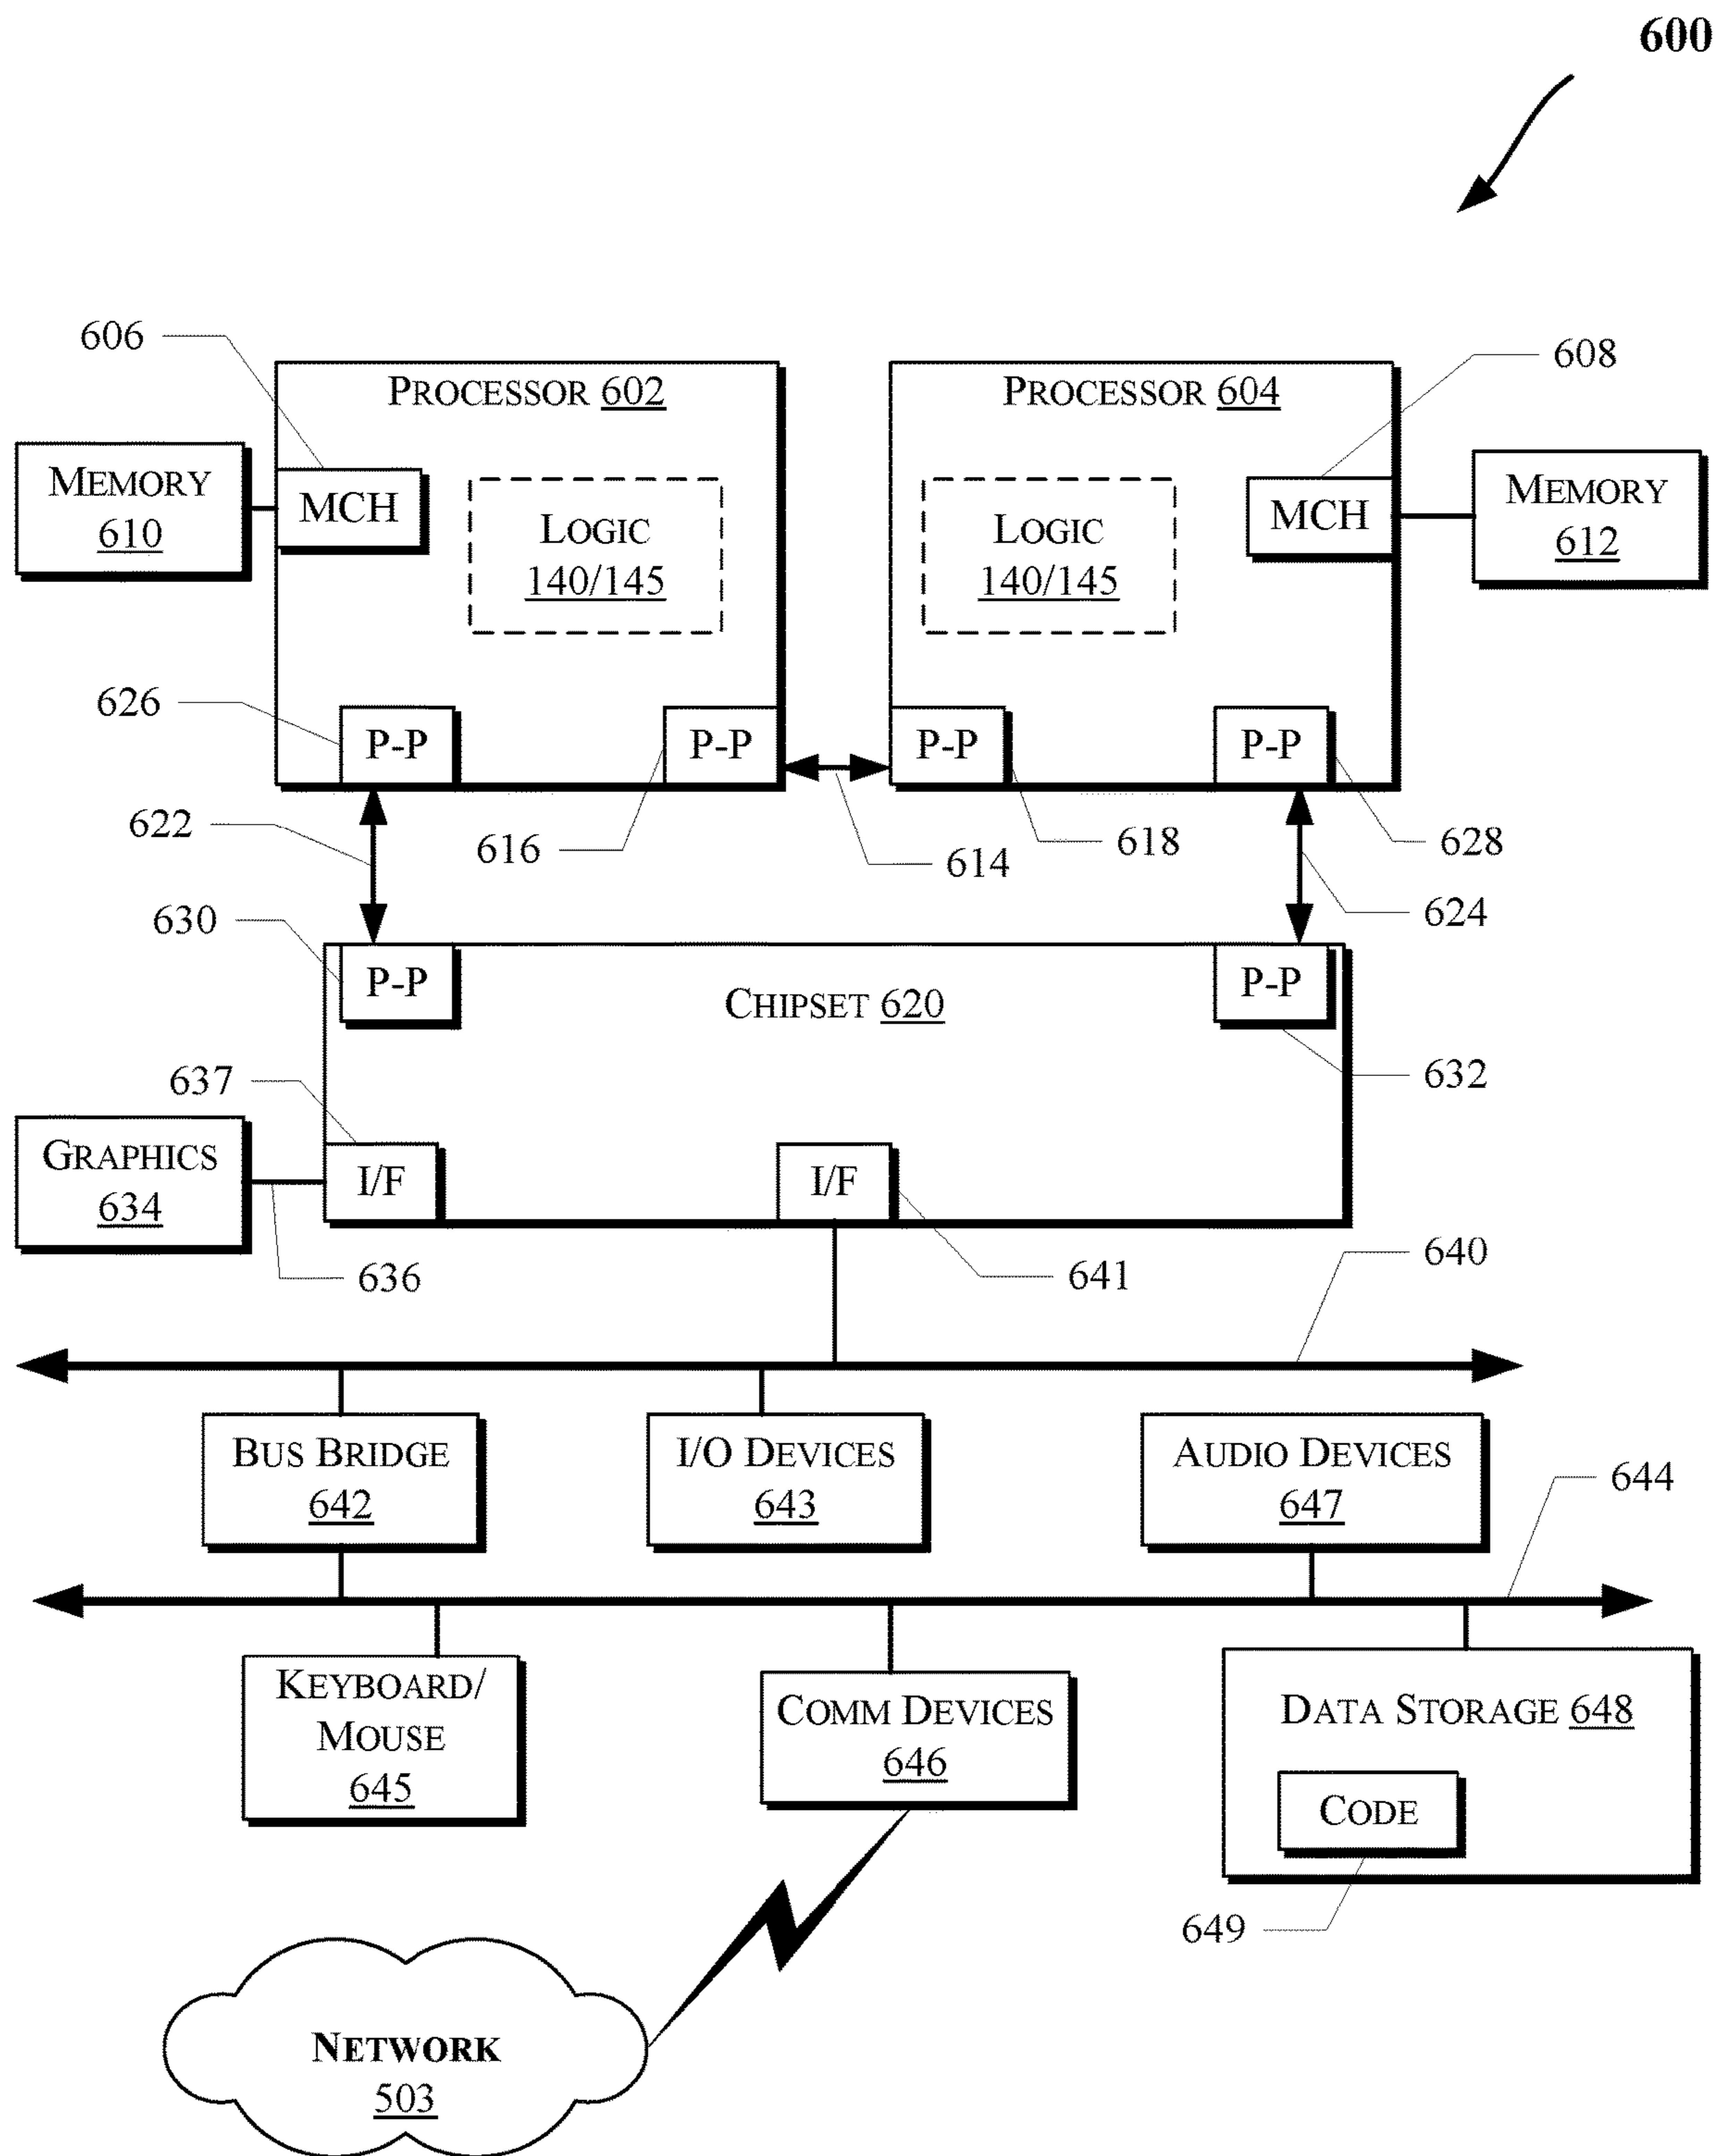 600
606
608
PROCESSOR 602
PROCESSOR 604
MEMORY
610
MCH
LOGIC
140/145
LOGIC
140/145
MCH
MEMORY
612
626
P-P
P-P
P-P
P-P
622
616
614
618
628
630
624
P-P
CHIPSET 620
P-P
637
632
GRAPHICS
634
I/F
I/F
636
641
640
BUS BRIDGE
642
I/O DEVICES
643
AUDIO DEVICES
647
644
KEYBOARD/
MOUSE
645
COMM DEVICES
646
DATA STORAGE 648
CODE
649
NETWORK
503